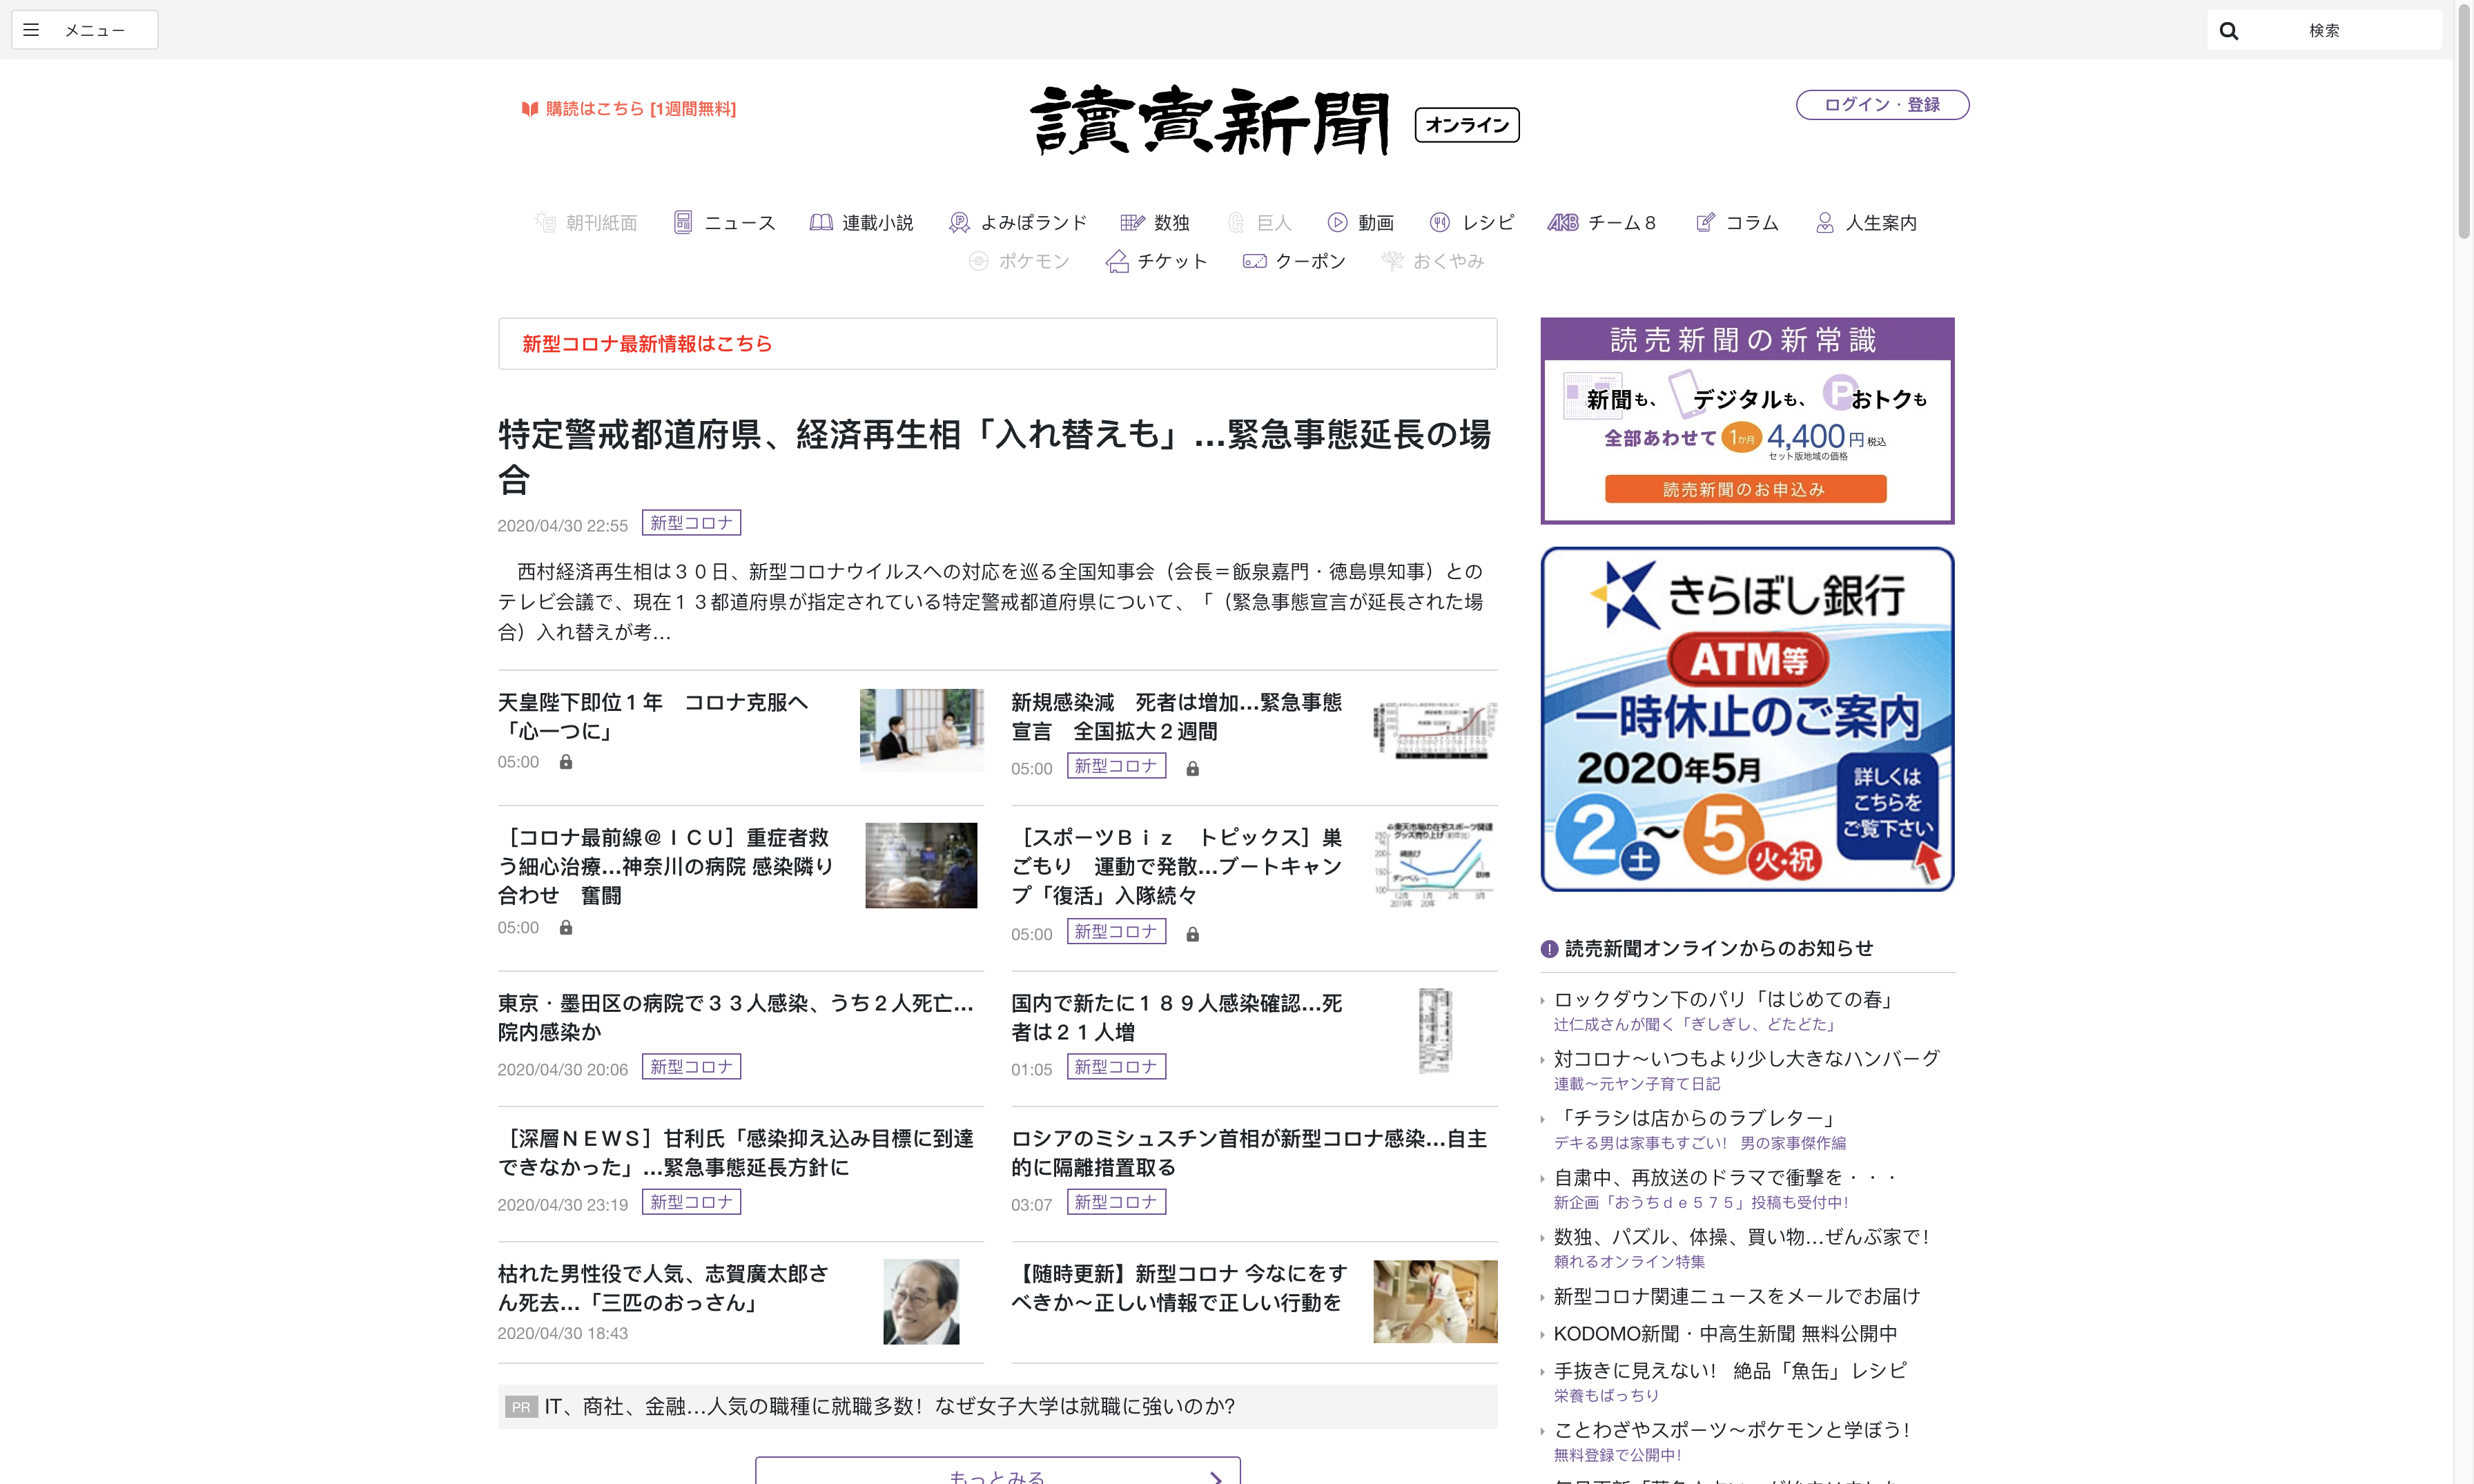 メニュー
検索
購読はこちら [1週間無料]
讀賣新聞
オンライン
ログイン・登録
朝刊紙面
ニュース
連載小説
よみぽランド
数独
巨人
動画
レシピ
AKB チーム８
コラム
人生案内
ポケモン
チケット
クーポン
おくやみ
新型コロナ最新情報はこちら
特定警戒都道府県、経済再生相「入れ替えも」…緊急事態延長の場
合
2020/04/30 22:55 新型コロナ
西村経済再生相は３０日、新型コロナウイルスへの対応を巡る全国知事会（会長＝飯泉嘉門・徳島県知事）との
テレビ会議で、現在１３都道府県が指定されている特定警戒都道府県について、「（緊急事態宣言が延長された場
合）入れ替えが考…
天皇陛下即位１年　コロナ克服へ
「心一つに」
05:00
新規感染減　死者は増加…緊急事態
宣言　全国拡大２週間
05:00 新型コロナ
［コロナ最前線＠ＩＣＵ］重症者救
う細心治療…神奈川の病院 感染隣り
合わせ　奮闘
05:00
［スポーツＢｉｚ　トピックス］巣
ごもり　運動で発散…ブートキャン
プ「復活」入隊続々
05:00 新型コロナ
東京・墨田区の病院で３３人感染、うち２人死亡…
院内感染か
2020/04/30 20:06 新型コロナ
国内で新たに１８９人感染確認…死
者は２１人増
01:05 新型コロナ
［深層ＮＥＷＳ］甘利氏「感染抑え込み目標に到達
できなかった」…緊急事態延長方針に
2020/04/30 23:19 新型コロナ
ロシアのミシュスチン首相が新型コロナ感染…自主
的に隔離措置取る
03:07 新型コロナ
枯れた男性役で人気、志賀廣太郎さ
ん死去…「三匹のおっさん」
2020/04/30 18:43
【随時更新】新型コロナ 今なにをす
べきか～正しい情報で正しい行動を
PR IT、商社、金融…人気の職種に就職多数！なぜ女子大学は就職に強いのか？
もっとみる
読売新聞の新常識
新聞も、デジタルも、Pおトクも
全部あわせて 1か月 4,400円 税込
セット版地域の価格
読売新聞のお申込み
きらぼし銀行
ATM等
一時休止のご案内
2020年5月
2土～5火・祝
詳しくは
こちらを
ご覧下さい
読売新聞オンラインからのお知らせ
ロックダウン下のパリ「はじめての春」
辻仁成さんが聞く「ぎしぎし、どたどた」
対コロナ～いつもより少し大きなハンバーグ
連載～元ヤン子育て日記
「チラシは店からのラブレター」
デキる男は家事もすごい！ 男の家事傑作編
自粛中、再放送のドラマで衝撃を・・・
新企画「おうちｄｅ５７５」投稿も受付中！
数独、パズル、体操、買い物…ぜんぶ家で！
頼れるオンライン特集
新型コロナ関連ニュースをメールでお届け
KODOMO新聞・中高生新聞 無料公開中
手抜きに見えない！ 絶品「魚缶」レシピ
栄養もばっちり
ことわざやスポーツ～ポケモンと学ぼう！
無料登録で公開中！